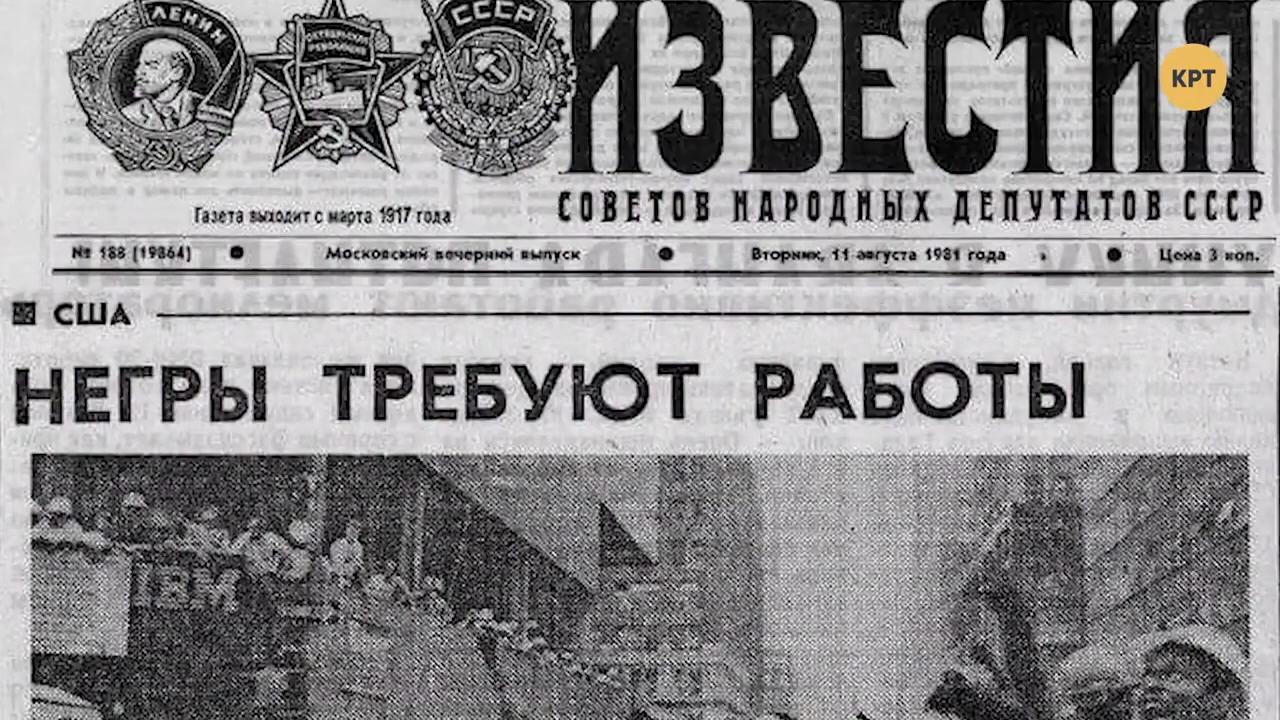 ЛЕНИН
СССР
ИЗВЕСТИЯ
КРТ
СОВЕТОВ НАРОДНЫХ ДЕПУТАТОВ СССР
Газета выходит с марта 1917 года
№ 188 (19864) ● Московский вечерний выпуск ● Вторник, 11 августа 1981 года ● Цена 3 коп.
США
НЕГРЫ ТРЕБУЮТ РАБОТЫ
IBM